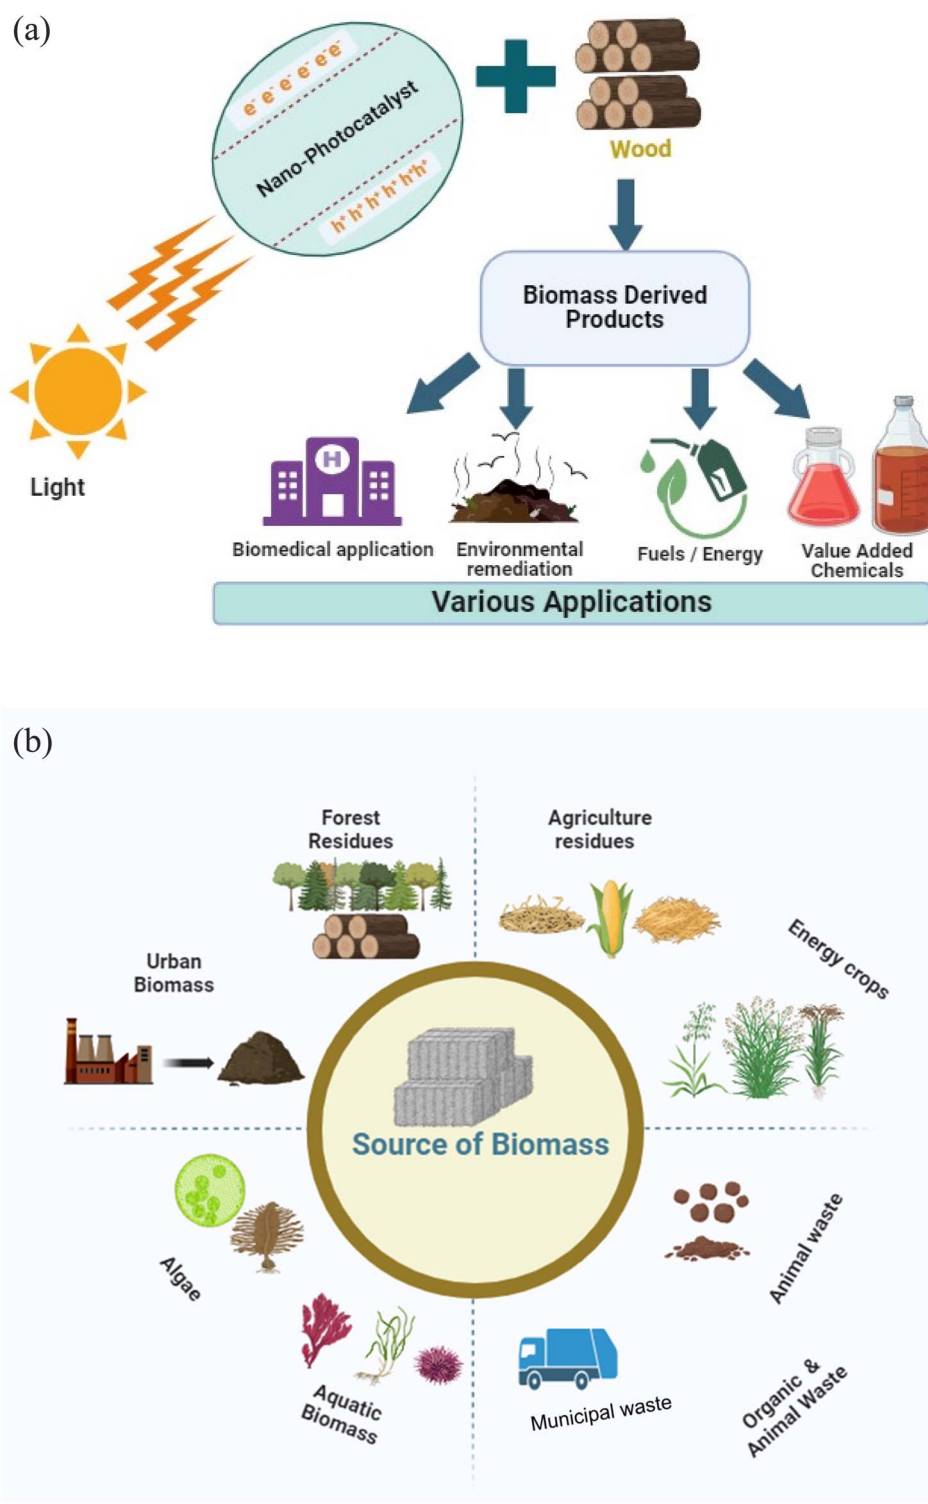 (a)
e⁻ e⁻ e⁻ e⁻ e⁻ e⁻
Nano-Photocatalyst
h⁺ h⁺ h⁺ h⁺ h⁺ h⁺
Wood
Biomass Derived
Products
Light
H
Biomedical application
Environmental
remediation
Fuels / Energy
Value Added
Chemicals
Various Applications
(b)
Forest
Residues
Agriculture
residues
Energy crops
Urban
Biomass
Source of Biomass
Algae
Animal waste
Aquatic
Biomass
Municipal waste
Organic &
Animal Waste